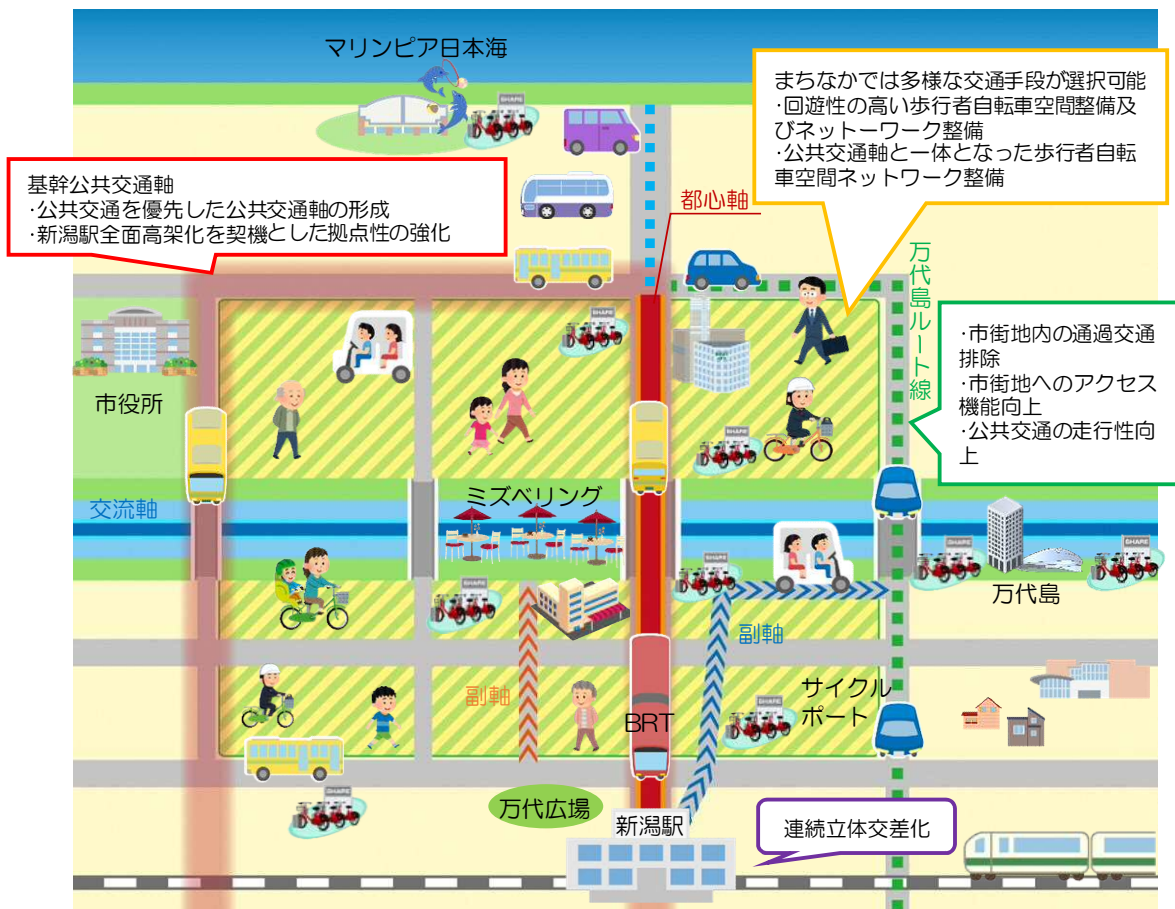 マリンピア日本海
まちなかでは多様な交通手段が選択可能
・回遊性の高い歩行者自転車空間整備及
びネットーワーク整備
・公共交通軸と一体となった歩行者自転
車空間ネットワーク整備
基幹公共交通軸
・公共交通を優先した公共交通軸の形成
・新潟駅全面高架化を契機とした拠点性の強化
都心軸
万代島ルート線
・市街地内の通過交通
排除
・市街地へのアクセス
機能向上
・公共交通の走行性向
上
市役所
交流軸
ミズベリング
SHARE
SHARE
SHARE
SHARE
SHARE
SHARE
SHARE
SHARE
SHARE
万代島
副軸
副軸
サイクル
ポート
BRT
万代広場
新潟駅
連続立体交差化